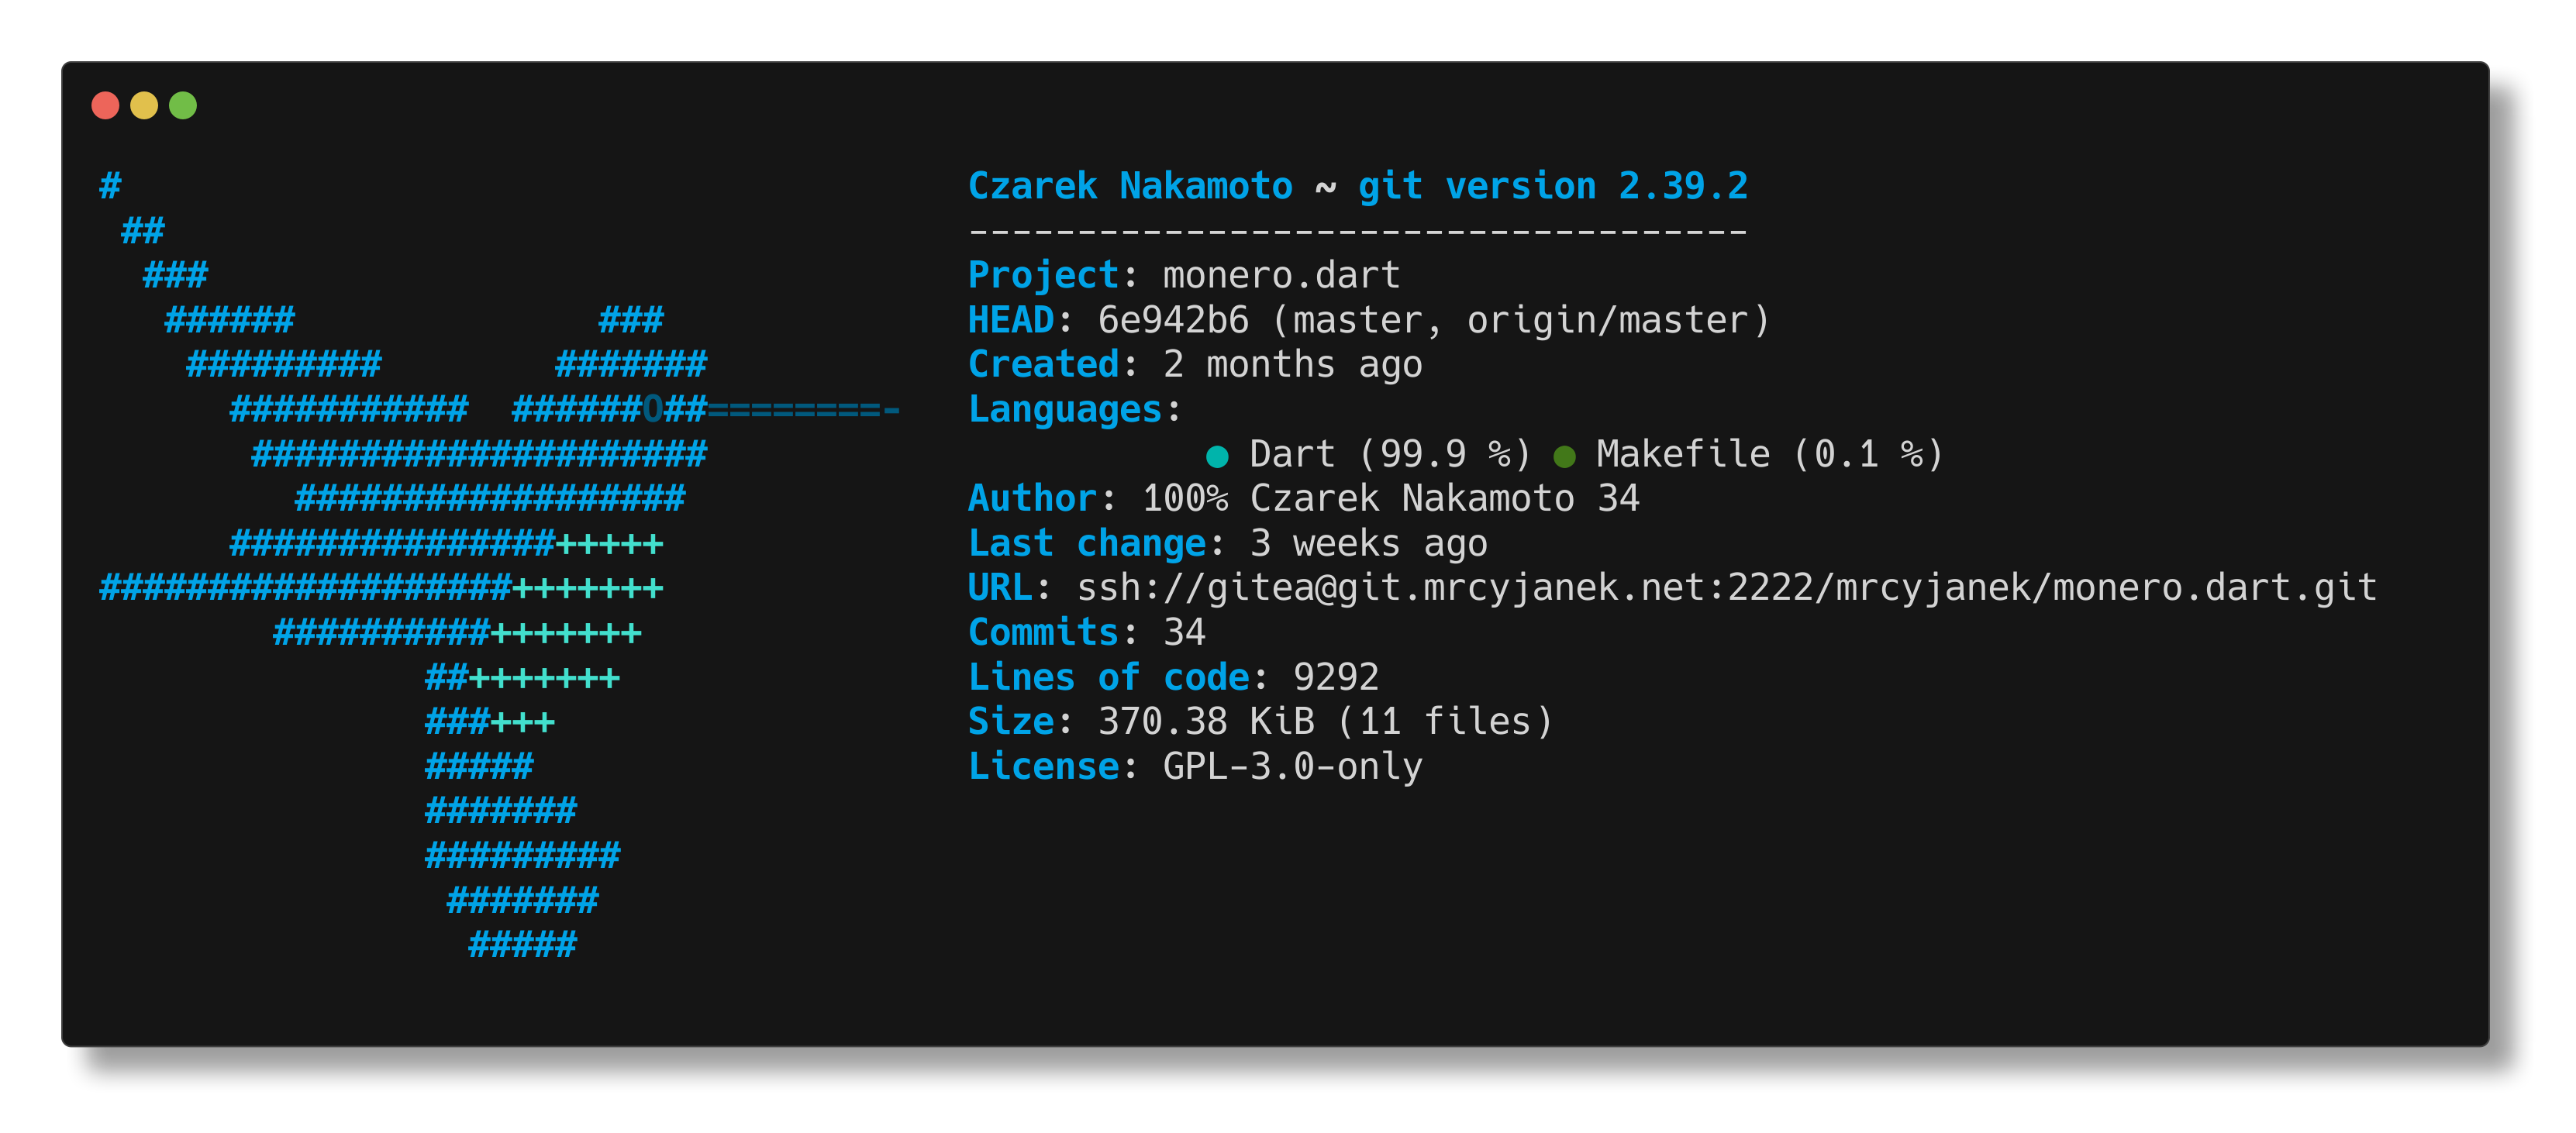 Czarek Nakamoto ~ git version 2.39.2
------------------------------------
Project: monero.dart
HEAD: 6e942b6 (master, origin/master)
Created: 2 months ago
Languages:
● Dart (99.9 %) ● Makefile (0.1 %)
Author: 100% Czarek Nakamoto 34
Last change: 3 weeks ago
URL: ssh://gitea@git.mrcyjanek.net:2222/mrcyjanek/monero.dart.git
Commits: 34
Lines of code: 9292
Size: 370.38 KiB (11 files)
License: GPL-3.0-only